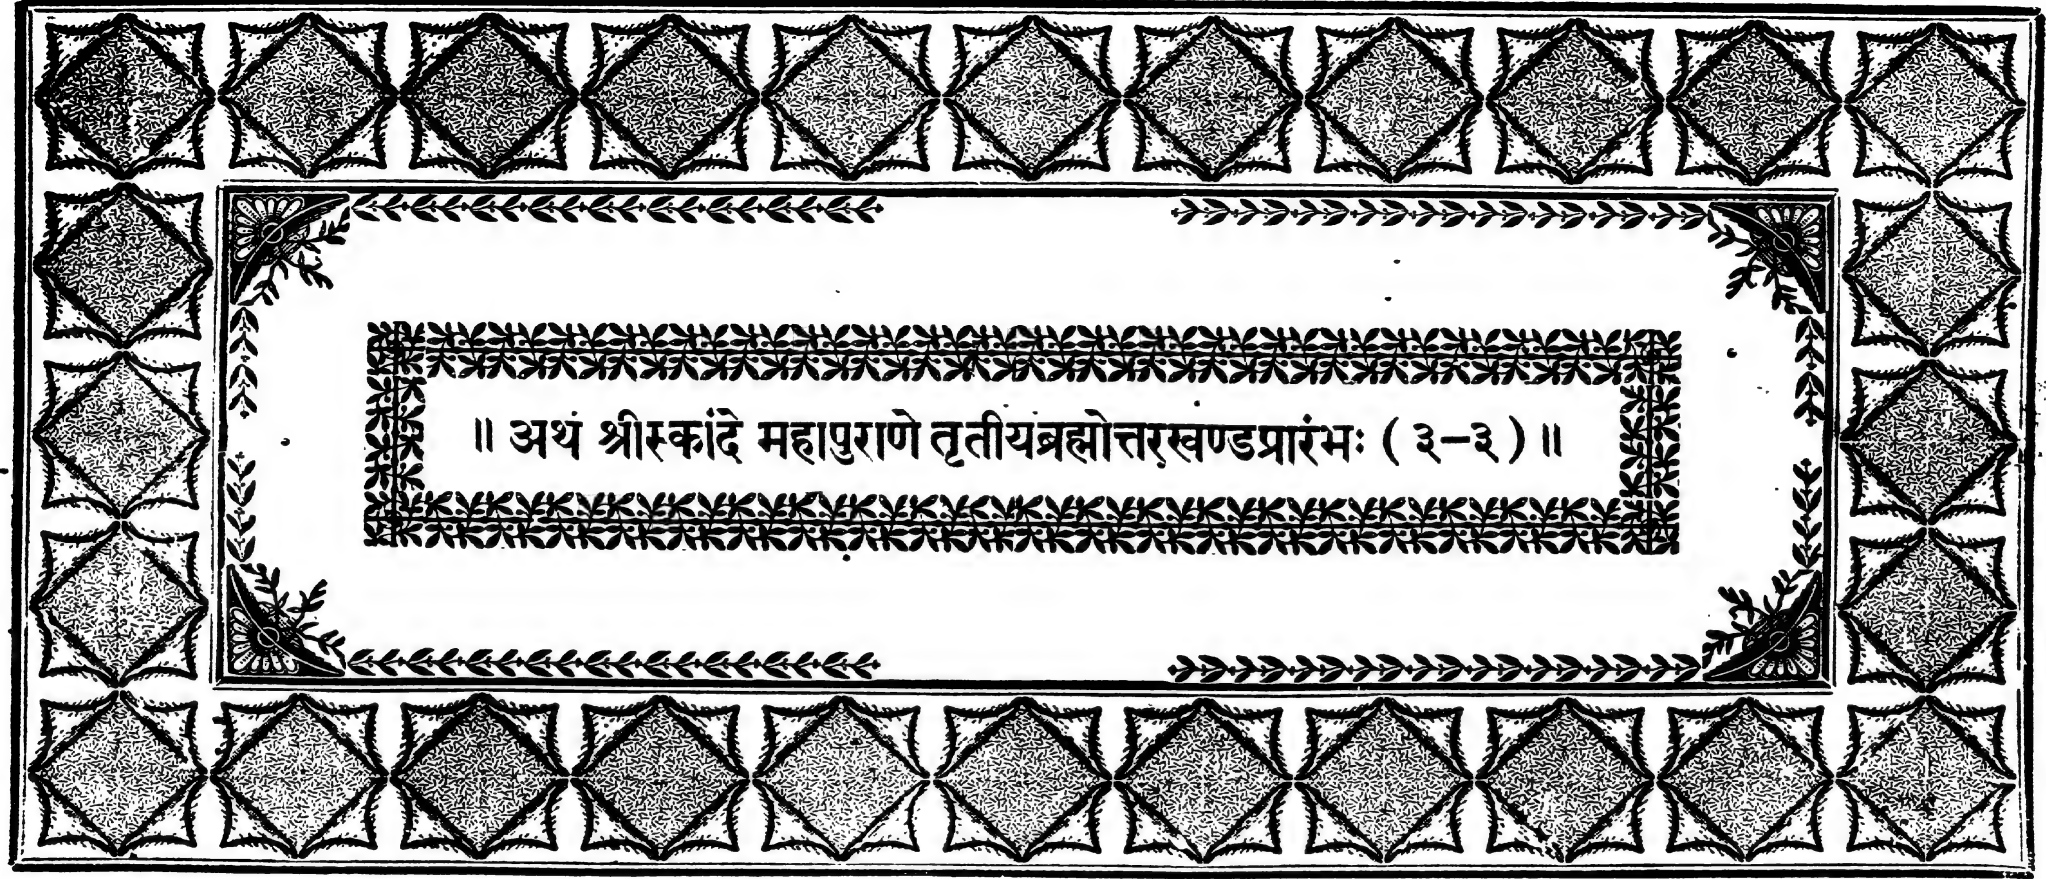 ॥ अथ श्रीस्कांदे महापुराणे तृतीयब्रह्मोत्तरखण्डप्रारंभः ( ३-३ ) ॥